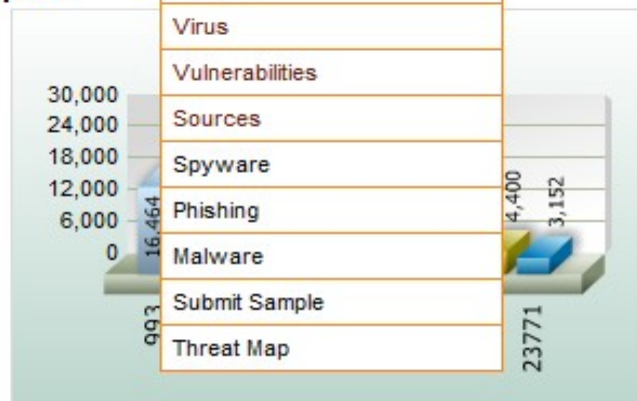 Virus
Vulnerabilities
Sources
Spyware
Phishing
Malware
Submit Sample
Threat Map
30,000
24,000
18,000
12,000
6,000
0
16,464
4,400
3,152
993
23771